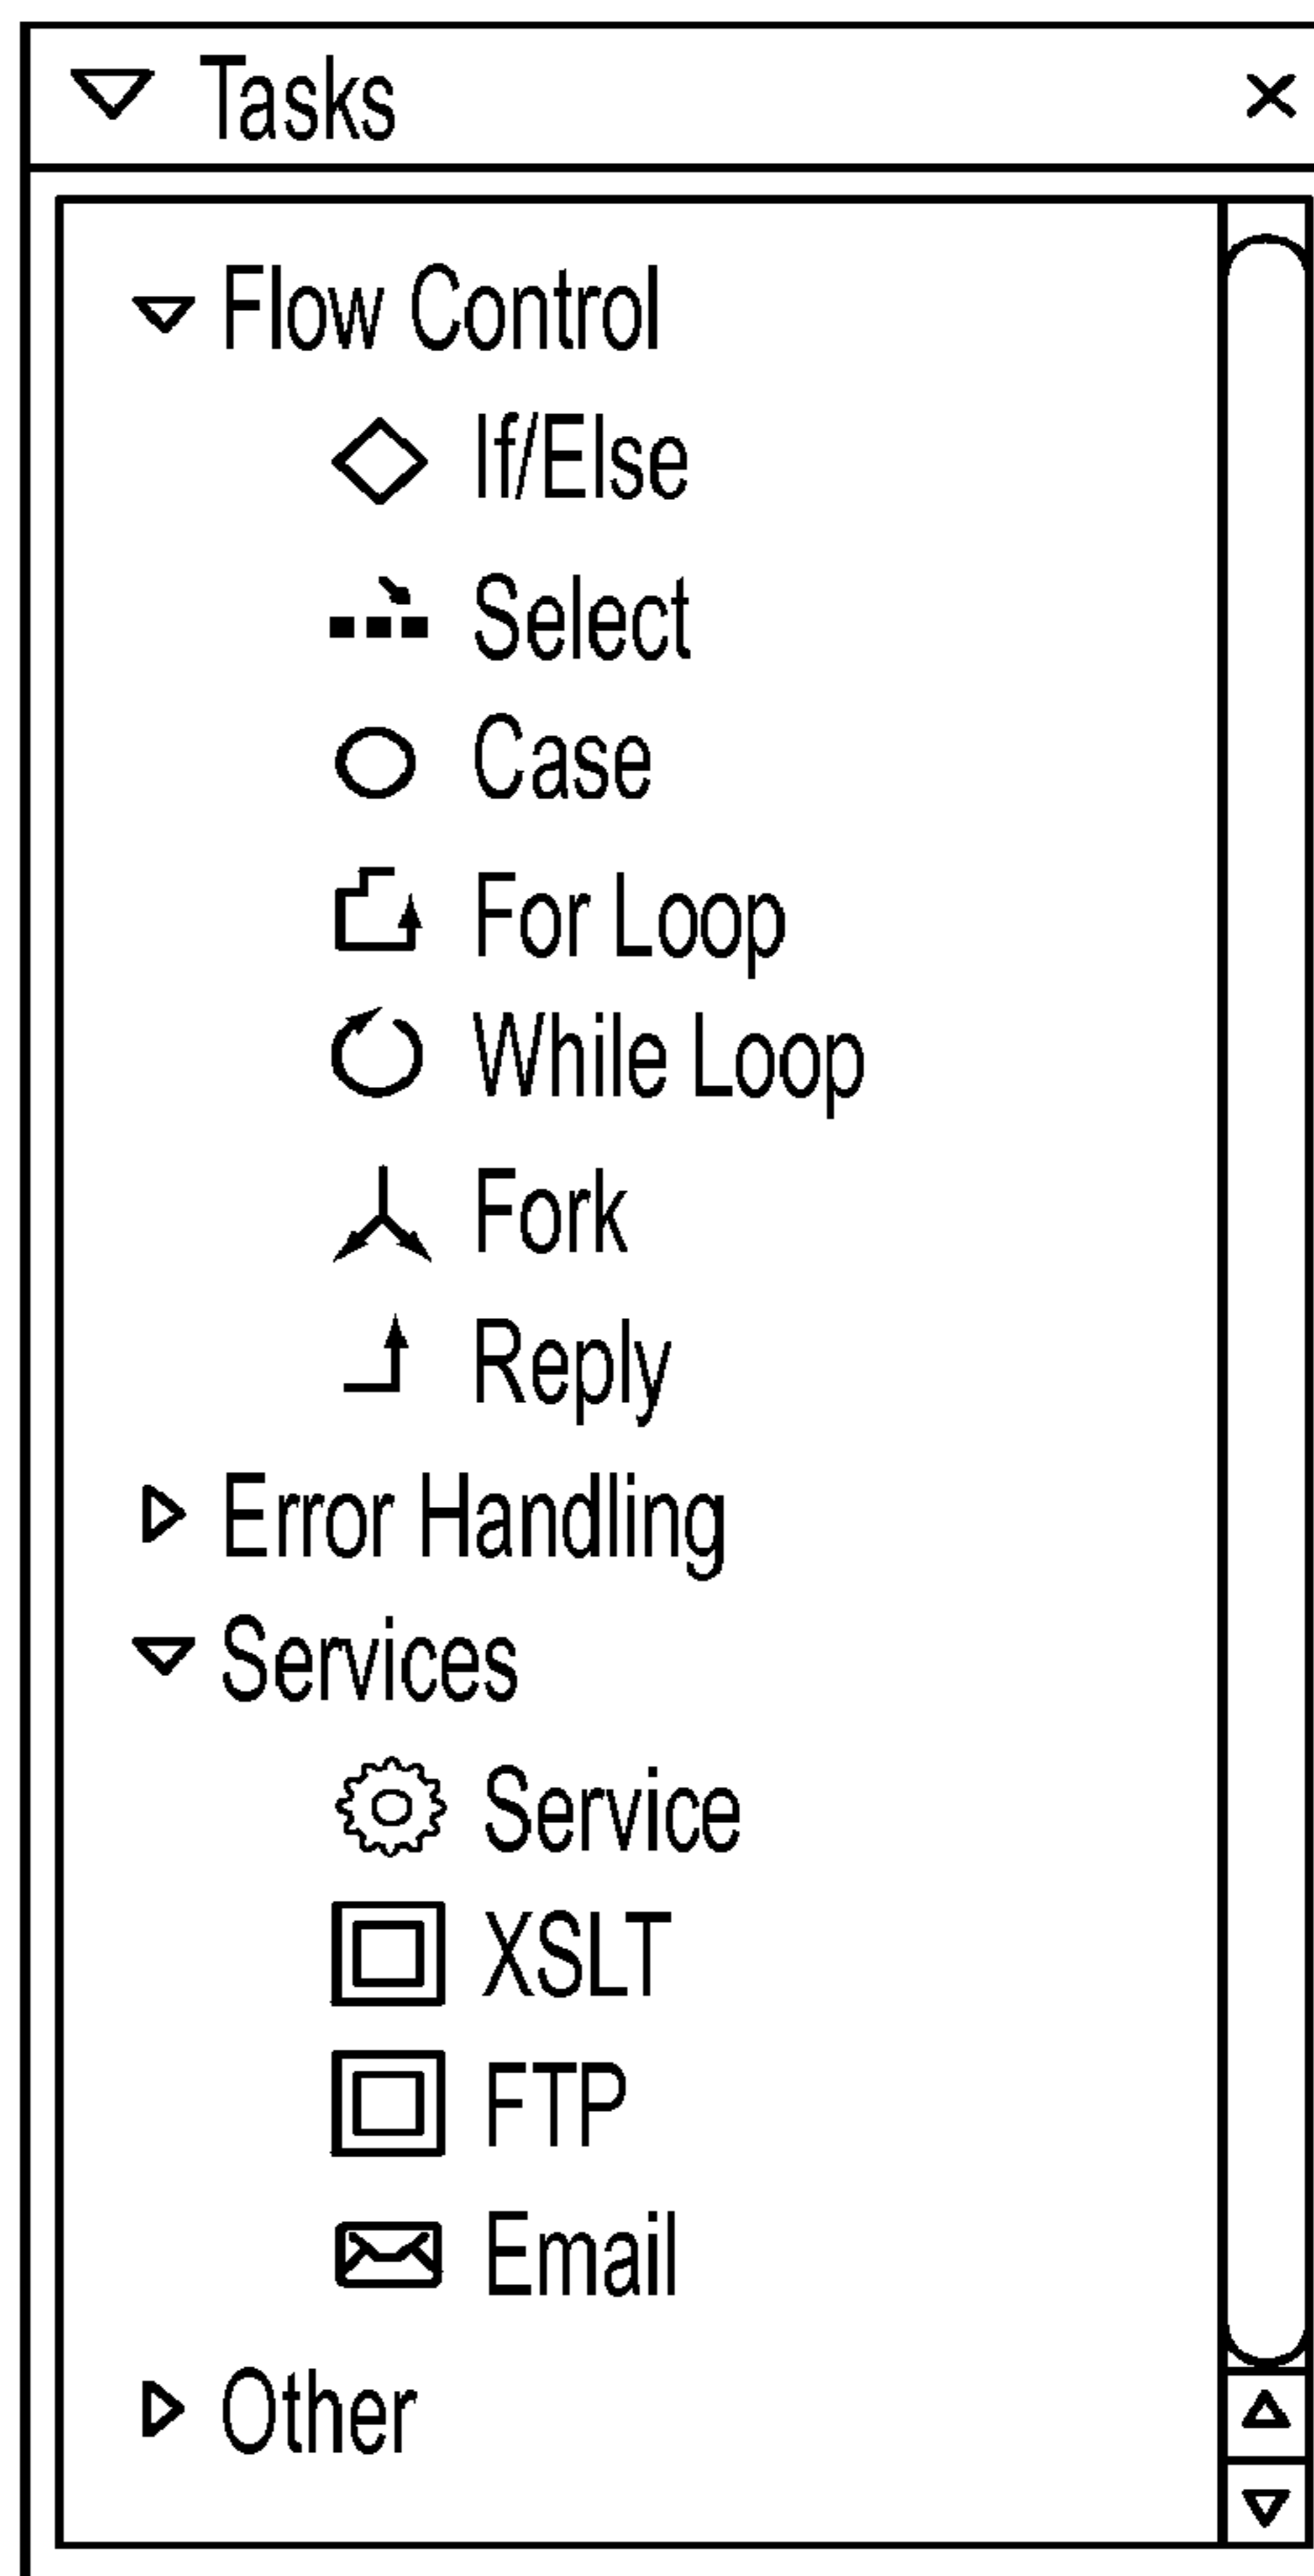 Tasks
Flow Control
If/Else
Select
Case
For Loop
While Loop
Fork
Reply
Error Handling
Services
Service
XSLT
FTP
Email
Other